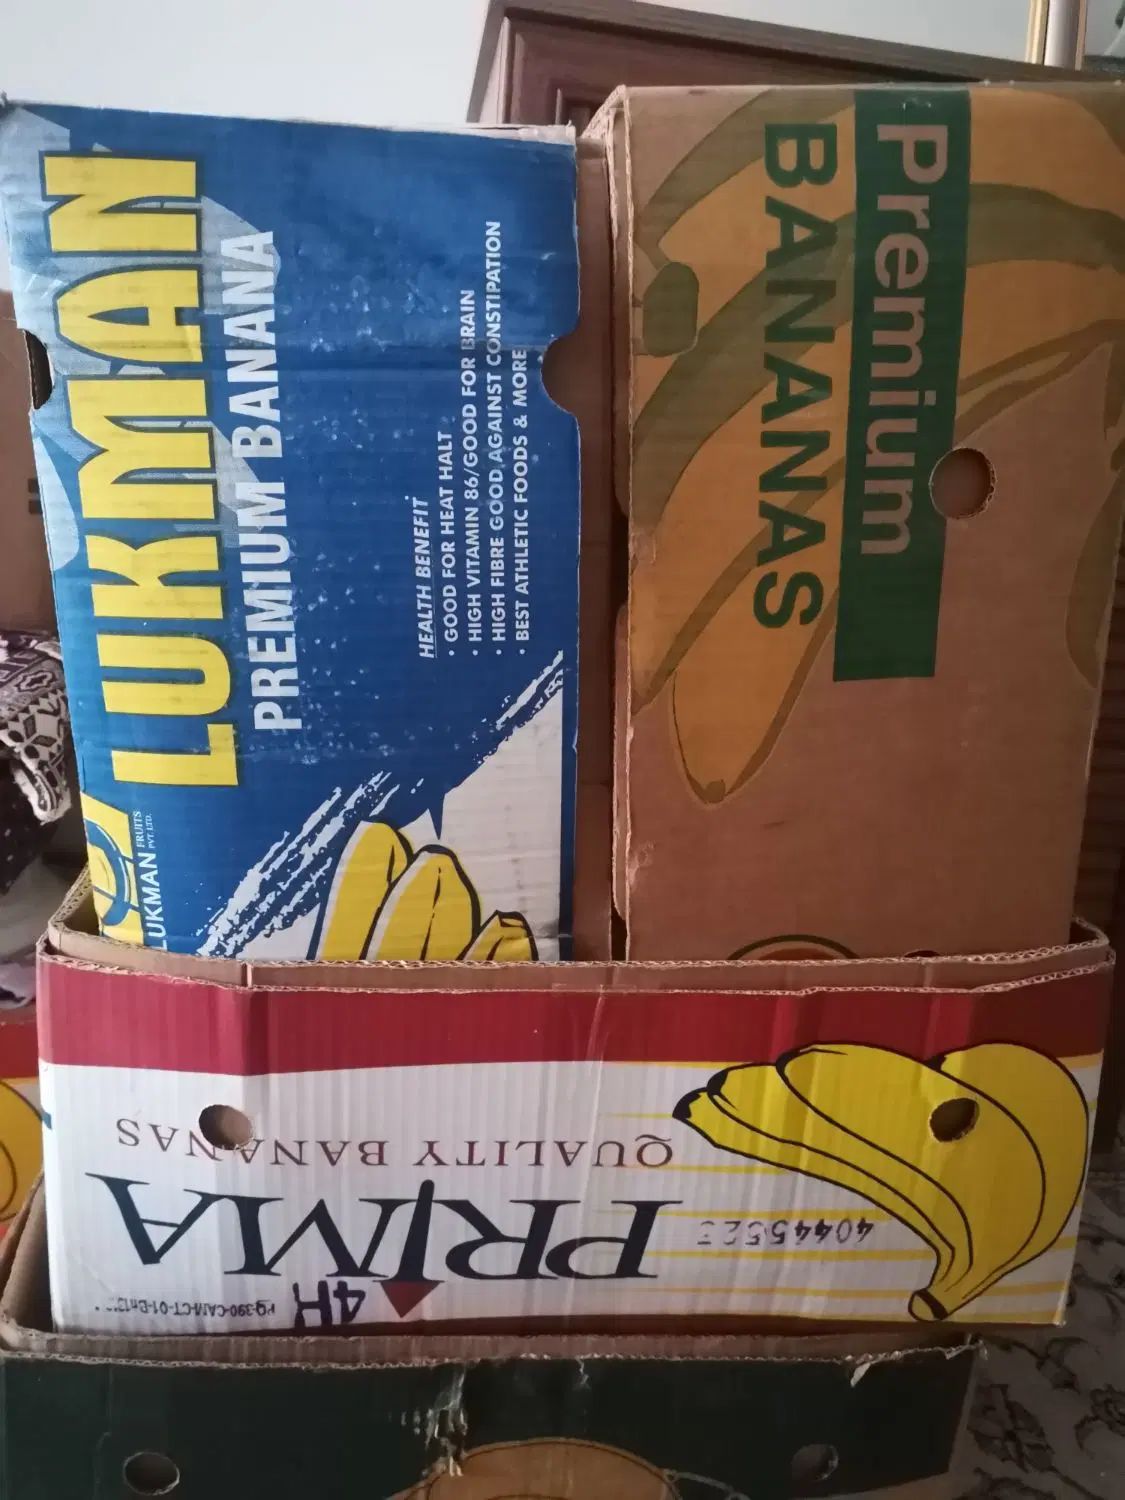 LUKMAN
PREMIUM BANANA
HEALTH BENEFIT
· GOOD FOR HEAT HALT
· HIGH VITAMIN 86/GOOD FOR BRAIN
· HIGH FIBRE GOOD AGAINST CONSTIPATION
· BEST ATHLETIC FOODS & MORE
LUKMAN FRUITS
PVT. LTD.
Premium
BANANAS
4H
PRIMA
40445523
QUALITY BANANAS